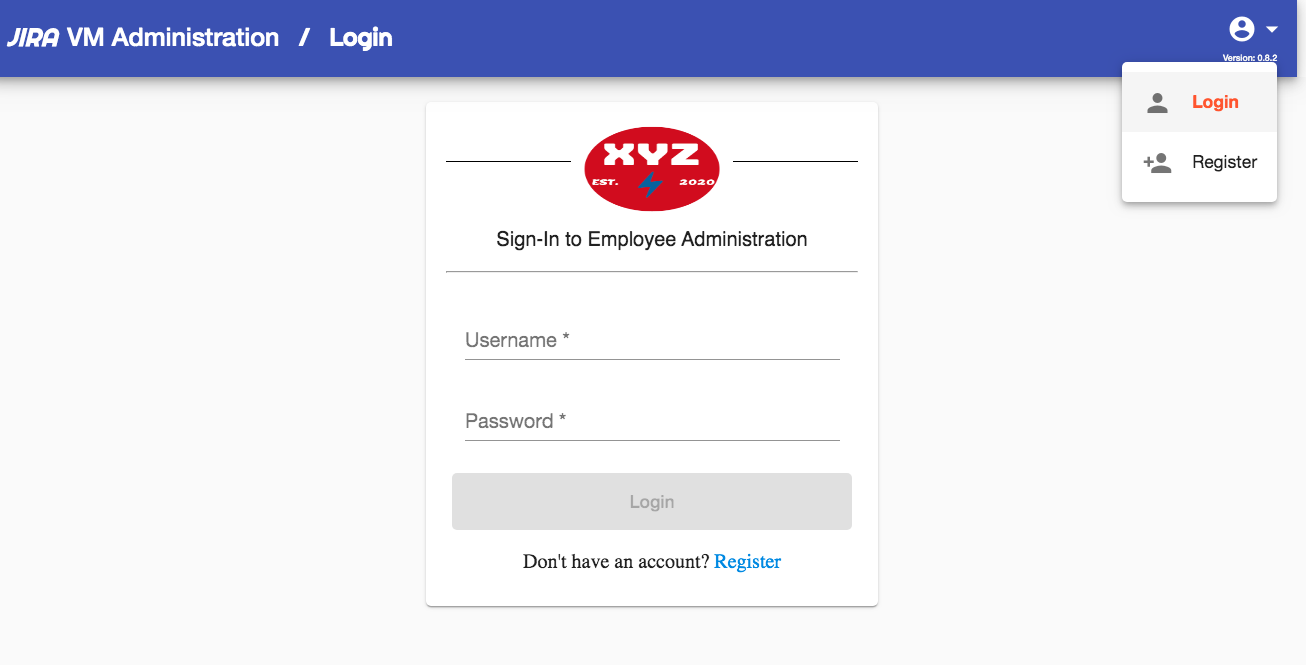 JIRA VM Administration / Login
Version: 0.8.2
Login
Register
XYZ
EST. 2020
Sign-In to Employee Administration
Username *
Password *
Login
Don't have an account? Register